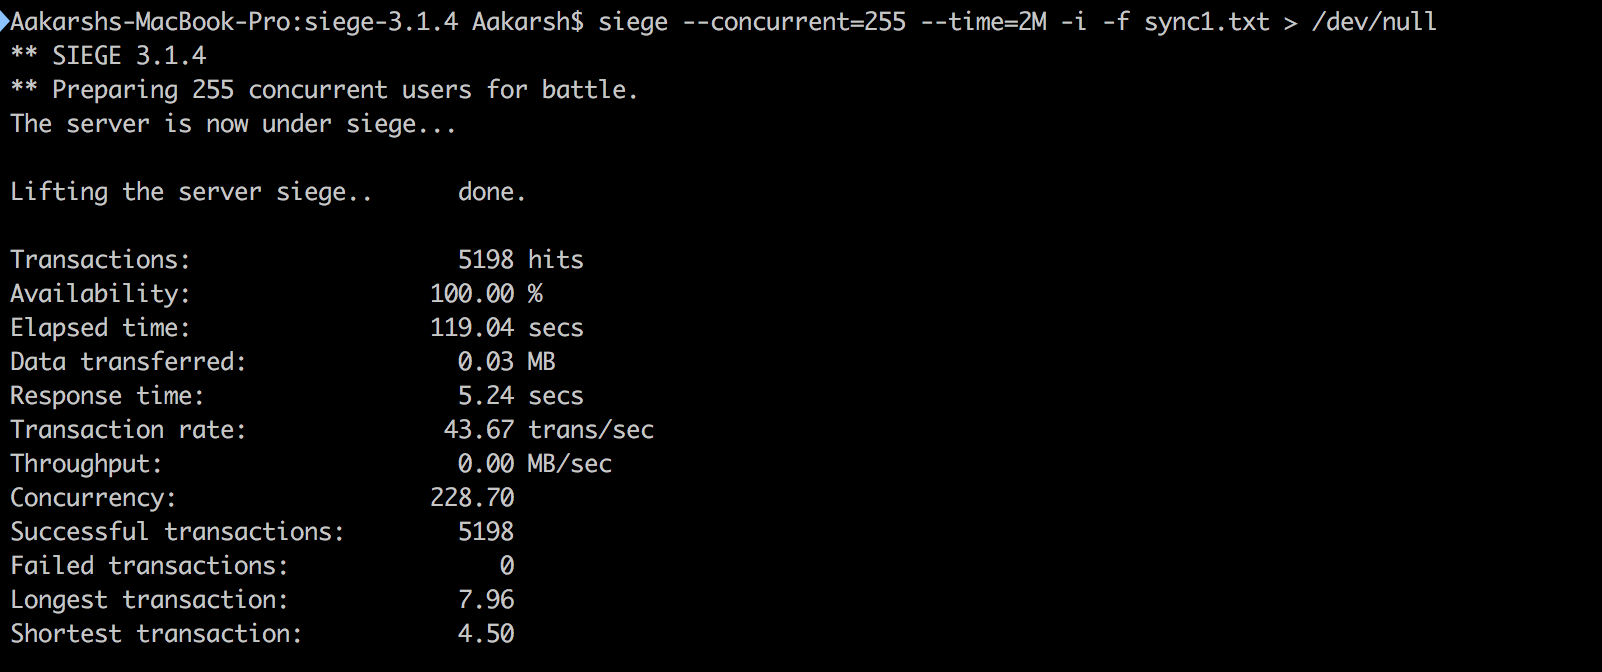 Aakarshs-MacBook-Pro:siege-3.1.4 Aakarsh$ siege --concurrent=255 --time=2M -i -f sync1.txt > /dev/null
** SIEGE 3.1.4
** Preparing 255 concurrent users for battle.
The server is now under siege...
Lifting the server siege..      done.
Transactions:                   5198 hits
Availability:                 100.00 %
Elapsed time:                 119.04 secs
Data transferred:               0.03 MB
Response time:                  5.24 secs
Transaction rate:              43.67 trans/sec
Throughput:                     0.00 MB/sec
Concurrency:                  228.70
Successful transactions:        5198
Failed transactions:               0
Longest transaction:            7.96
Shortest transaction:           4.50